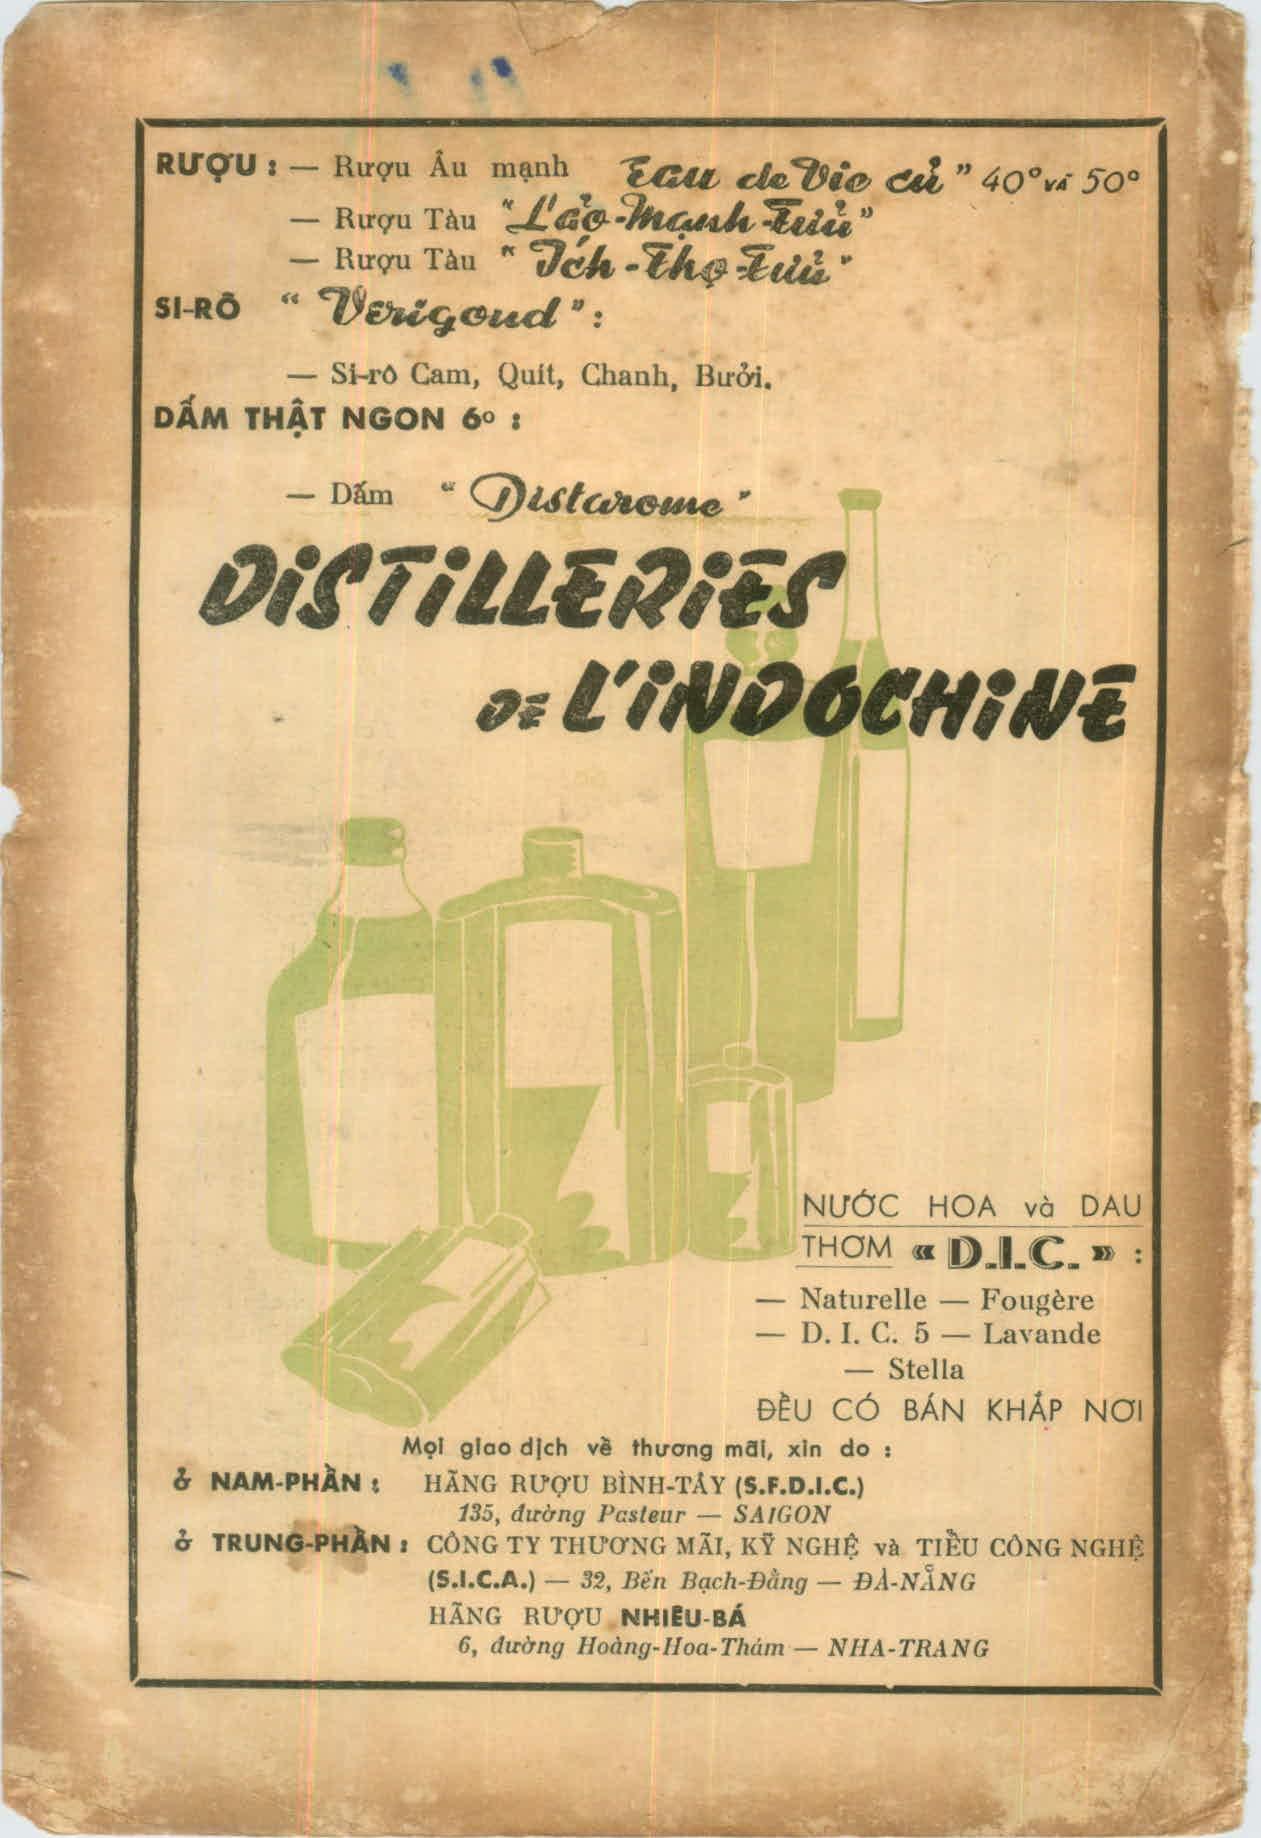 RƯỢU : — Rượu Âu mạnh Eau de Vie củ” 40° và 50°
— Rượu Tàu “Lão-Mạnh-Tửu”
— Rượu Tàu “Ích-Thọ-Tửu”
SI-RÔ “Verigoud” :
— Si-rô Cam, Quít, Chanh, Bưởi.
DẤM THẬT NGON 6° :
— Dấm “Distarome”
DiSTiLLERiES
DE L'iNDOCHiNE
NƯỚC HOA và DAU
THƠM « D.I.C. » :
— Naturelle — Fougère
— D. I. C. 5 — Lavande
— Stella
ĐỀU CÓ BÁN KHẮP NƠI
Mọi giao dịch về thương mãi, xin do :
ở NAM-PHẦN : HÃNG RƯỢU BÌNH-TÂY (S.F.D.I.C.)
135, đường Pasteur — SAIGON
ở TRUNG-PHẦN : CÔNG TY THƯƠNG MÃI, KỸ NGHỆ và TIỂU CÔNG NGHỆ
(S.I.C.A.) — 32, Bến Bạch-Đằng — ĐÀ-NẴNG
HÃNG RƯỢU NHIÊU-BÁ
6, đường Hoàng-Hoa-Thám — NHA-TRANG